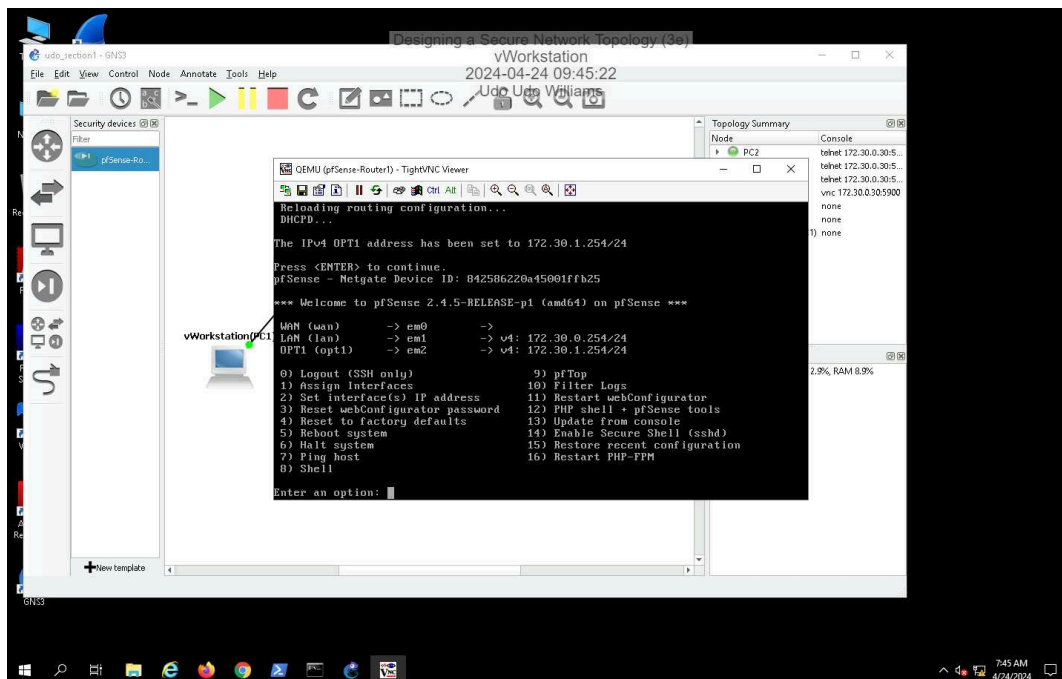 Designing a Secure Network Topology (3e)
vWorkstation
2024-04-24 09:45:22
Udo Udo Williams
udo_section1 - GNS3
File Edit View Control Node Annotate Tools Help
Security devices
Filter
pfSense-Ro...
New template
vWorkstation(PC1)
QEMU (pfSense-Router1) - TightVNC Viewer
Ctrl Alt
Reloading routing configuration...
DHCPD...
The IPv4 OPT1 address has been set to 172.30.1.254/24
Press <ENTER> to continue.
pfSense - Netgate Device ID: 842586220a45001ffb25
*** Welcome to pfSense 2.4.5-RELEASE-p1 (amd64) on pfSense ***
WAN (wan) -> em0 ->
LAN (lan) -> em1 -> v4: 172.30.0.254/24
OPT1 (opt1) -> em2 -> v4: 172.30.1.254/24
0) Logout (SSH only) 9) pfTop
1) Assign Interfaces 10) Filter Logs
2) Set interface(s) IP address 11) Restart webConfigurator
3) Reset webConfigurator password 12) PHP shell + pfSense tools
4) Reset to factory defaults 13) Update from console
5) Reboot system 14) Enable Secure Shell (sshd)
6) Halt system 15) Restore recent configuration
7) Ping host 16) Restart PHP-FPM
8) Shell
Enter an option:
Topology Summary
Node Console
PC2 telnet 172.30.0.30:5...
telnet 172.30.0.30:5...
telnet 172.30.0.30:5...
vnc 172.30.0.30:5900
none
none
1) none
2.9%, RAM 8.9%
GNS3
7:45 AM
4/24/2024